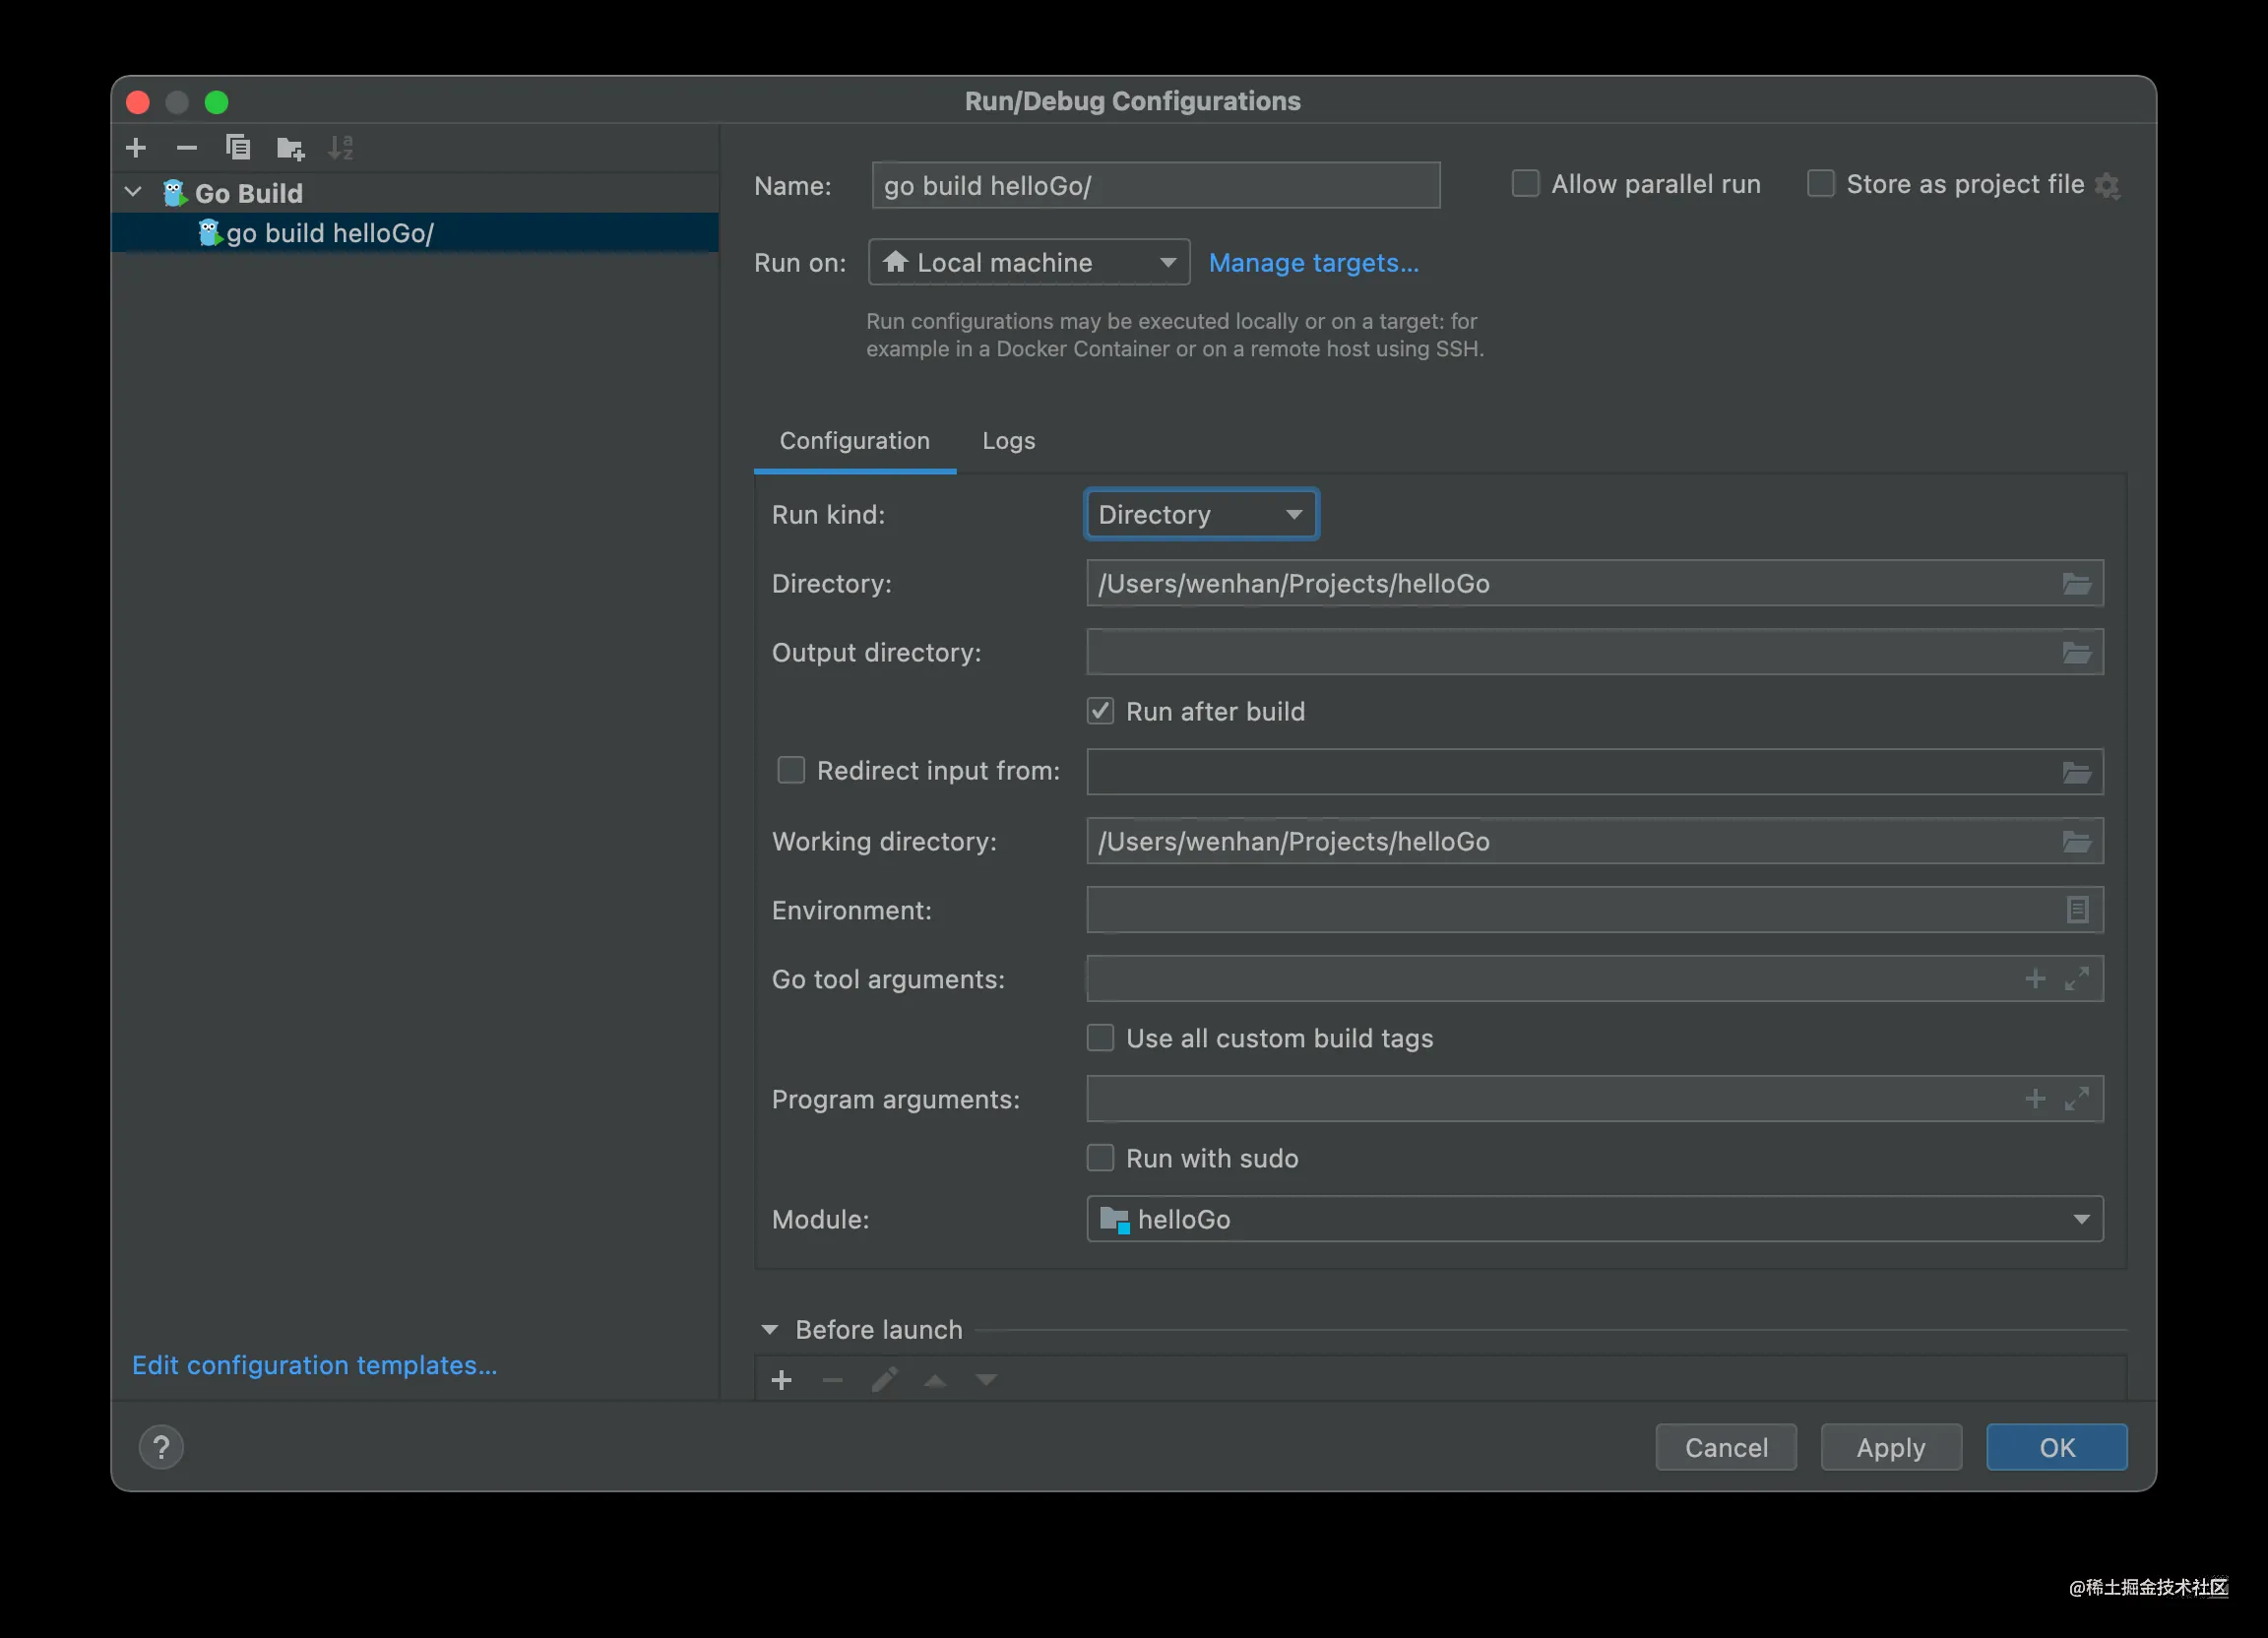 Run/Debug Configurations
Go Build
go build helloGo/
Edit configuration templates...
Name: go build helloGo/
Allow parallel run
Store as project file
Run on: Local machine Manage targets...
Run configurations may be executed locally or on a target: for
example in a Docker Container or on a remote host using SSH.
Configuration Logs
Run kind: Directory
Directory: /Users/wenhan/Projects/helloGo
Output directory:
Run after build
Redirect input from:
Working directory: /Users/wenhan/Projects/helloGo
Environment:
Go tool arguments:
Use all custom build tags
Program arguments:
Run with sudo
Module: helloGo
Before launch
? Cancel Apply OK
@稀土掘金技术社区